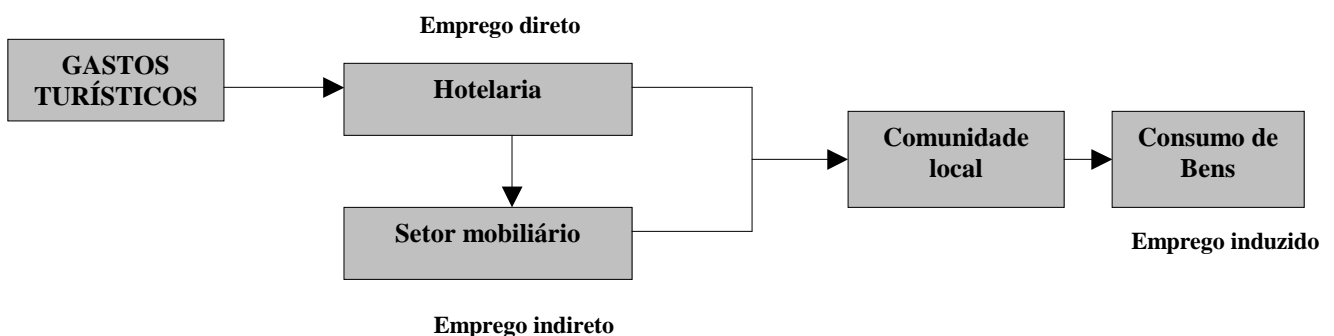 Emprego direto
GASTOS
TURÍSTICOS
Hotelaria
Comunidade
local
Consumo de
Bens
Setor mobiliário
Emprego induzido
Emprego indireto